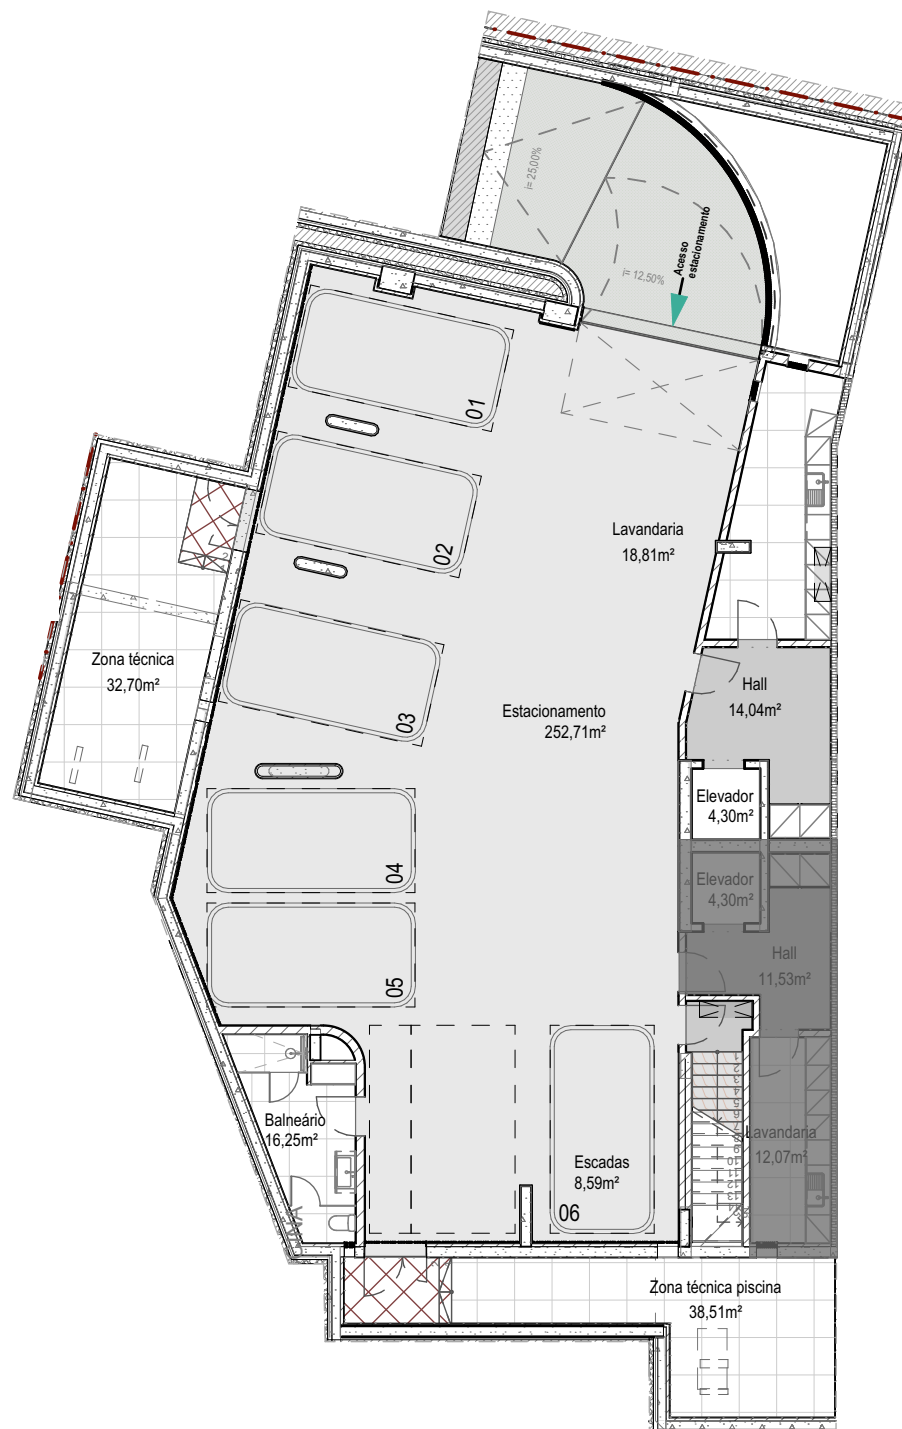 i= 25,00%
Acesso
estacionamento
i= 12,50%
01
02
Lavandaria
18,81m²
Zona técnica
32,70m²
03
Hall
14,04m²
Estacionamento
252,71m²
Elevador
4,30m²
04
Elevador
4,30m²
Hall
11,53m²
05
Balneário
16,25m²
Lavandaria
12,07m²
Escadas
8,59m²
06
Zona técnica piscina
38,51m²